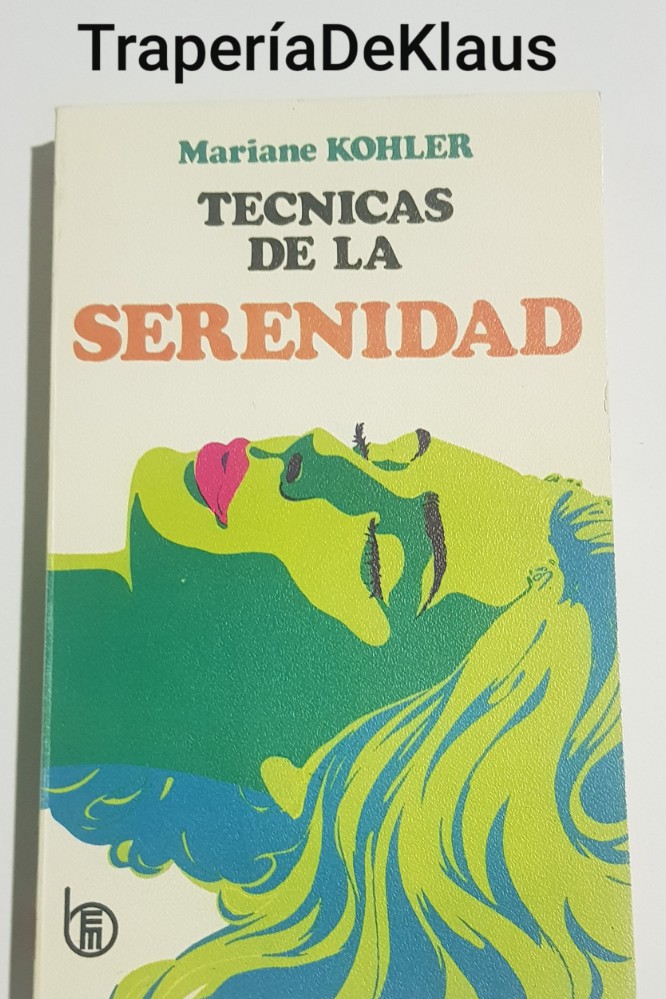 TraperíaDeKlaus
Mariane KOHLER
TECNICAS
DE LA
SERENIDAD